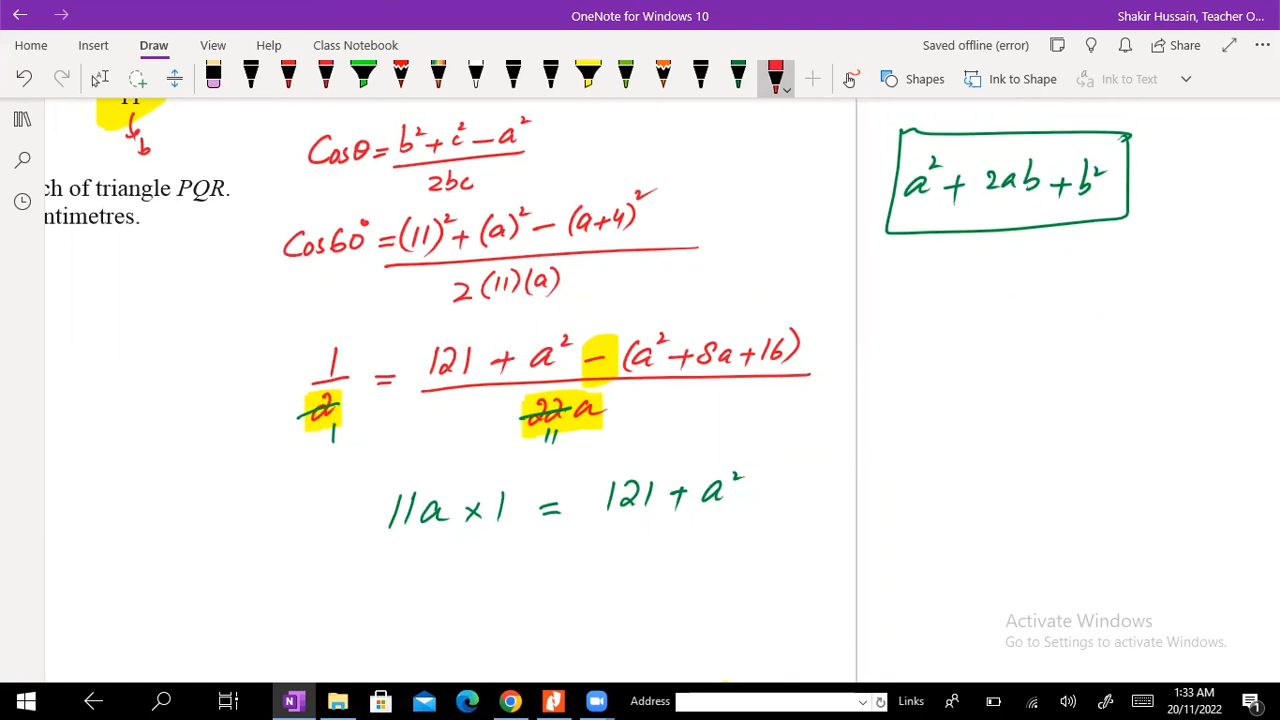 OneNote for Windows 10
Shakir Hussain, Teacher O...
Home Insert Draw View Help Class Notebook
Saved offline (error) Share
Shapes Ink to Shape Ink to Text
11
b
ch of triangle PQR.
ntimetres.
Cosθ = b² + c² − a²
2bc
Cos60° = (11)² + (a)² − (a+4)²
2(11)(a)
1 = 121 + a² − (a² + 8a + 16)
2 22a
1 11
11a × 1 = 121 + a²
a² + 2ab + b²
Activate Windows
Go to Settings to activate Windows.
Address Links
1:33 AM
20/11/2022